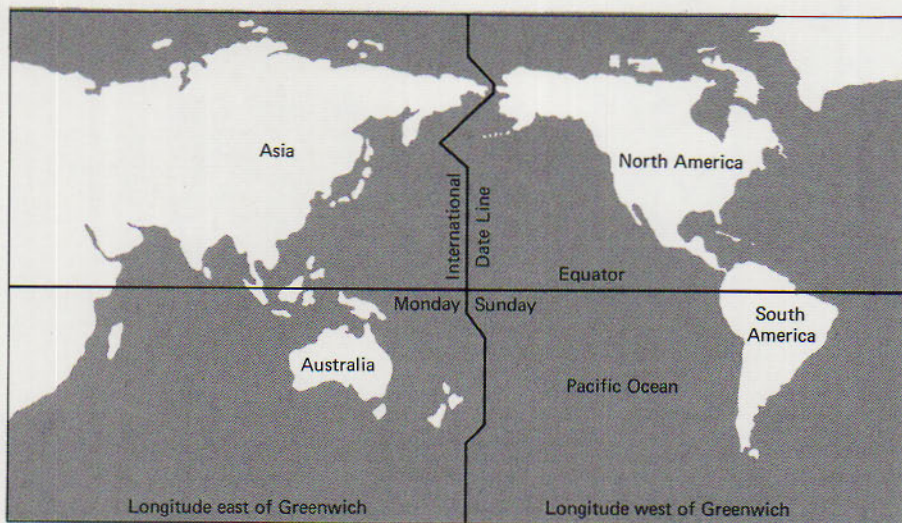 Asia
North America
International
Date Line
Equator
Monday
Sunday
South
America
Australia
Pacific Ocean
Longitude east of Greenwich
Longitude west of Greenwich